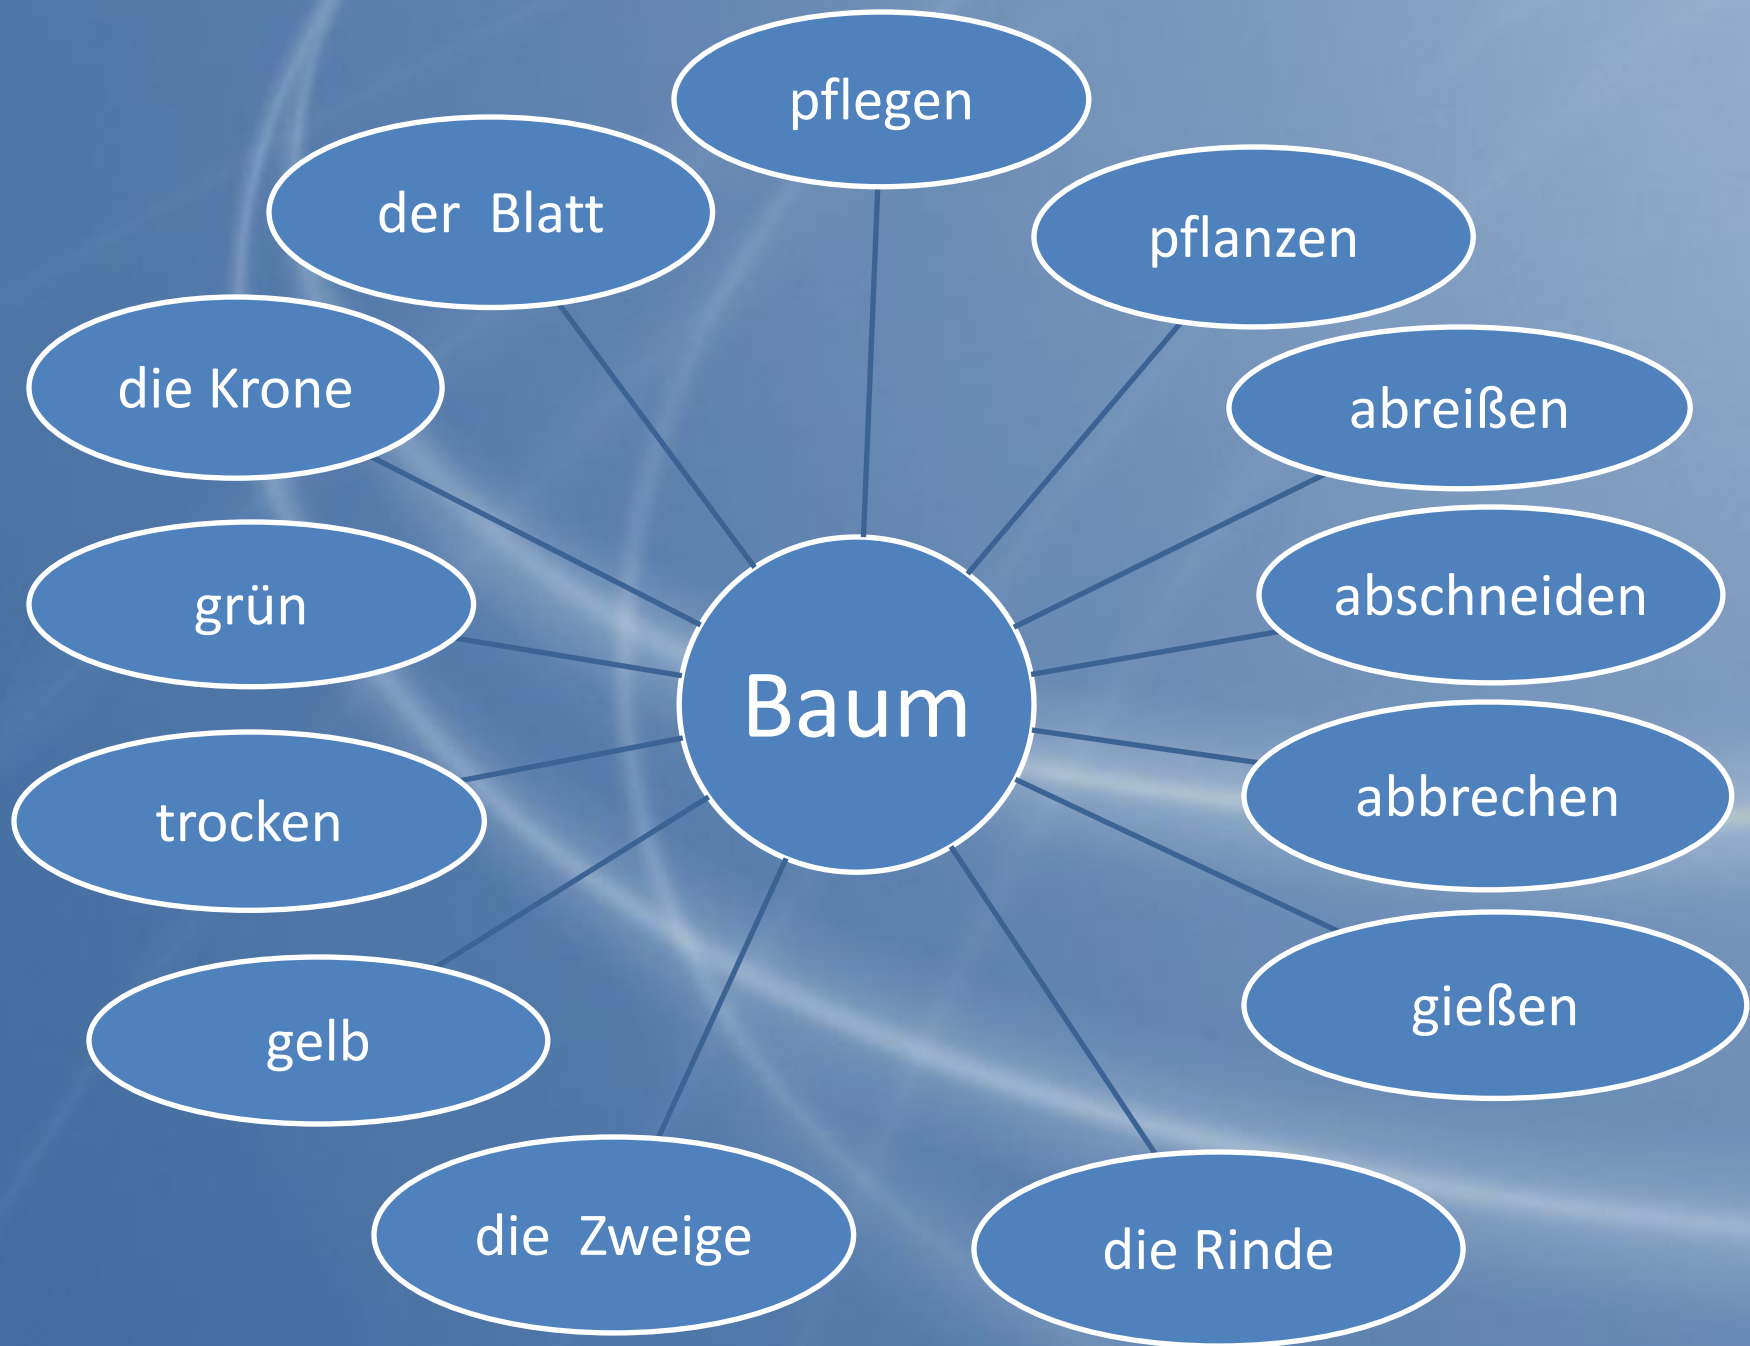 pflegen
der Blatt
pflanzen
die Krone
abreißen
grün
abschneiden
Baum
trocken
abbrechen
gelb
gießen
die Zweige
die Rinde